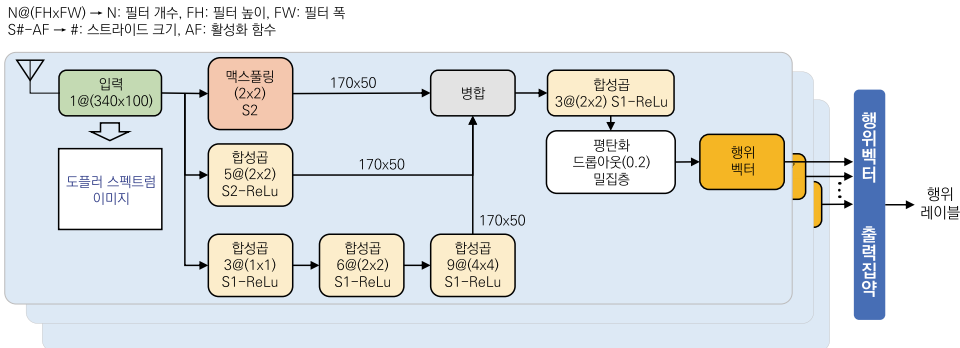 N@(FHxFW) → N: 필터 개수, FH: 필터 높이, FW: 필터 폭
S#-AF → #: 스트라이드 크기, AF: 활성화 함수
입력
1@(340x100)
도플러 스펙트럼
이미지
맥스풀링
(2x2)
S2
170x50
합성곱
5@(2x2)
S2-ReLu
170x50
합성곱
3@(1x1)
S1-ReLu
합성곱
6@(2x2)
S1-ReLu
합성곱
9@(4x4)
S1-ReLu
170x50
병합
합성곱
3@(2x2) S1-ReLu
평탄화
드롭아웃(0.2)
밀집층
행위
벡터
행위벡터
출력집약
행위
레이블